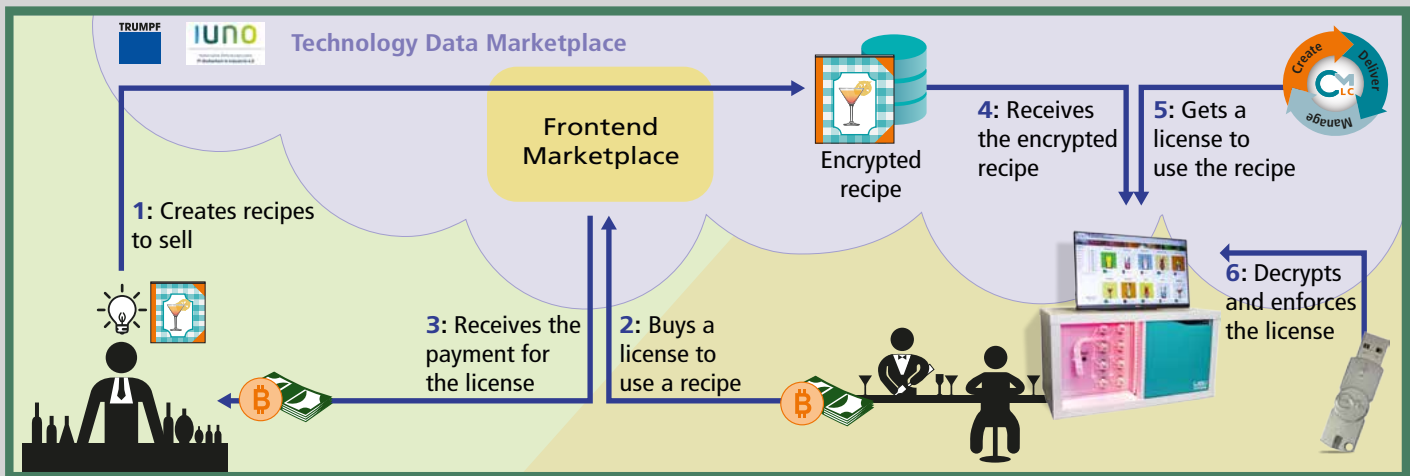 TRUMPF
IUNO
Technology Data Marketplace
Frontend
Marketplace
Encrypted
recipe
1: Creates recipes
to sell
2: Buys a
license to
use a recipe
3: Receives the
payment for
the license
4: Receives
the encrypted
recipe
5: Gets a
license to
use the recipe
6: Decrypts
and enforces
the license
Create
Deliver
Manage
CMLC